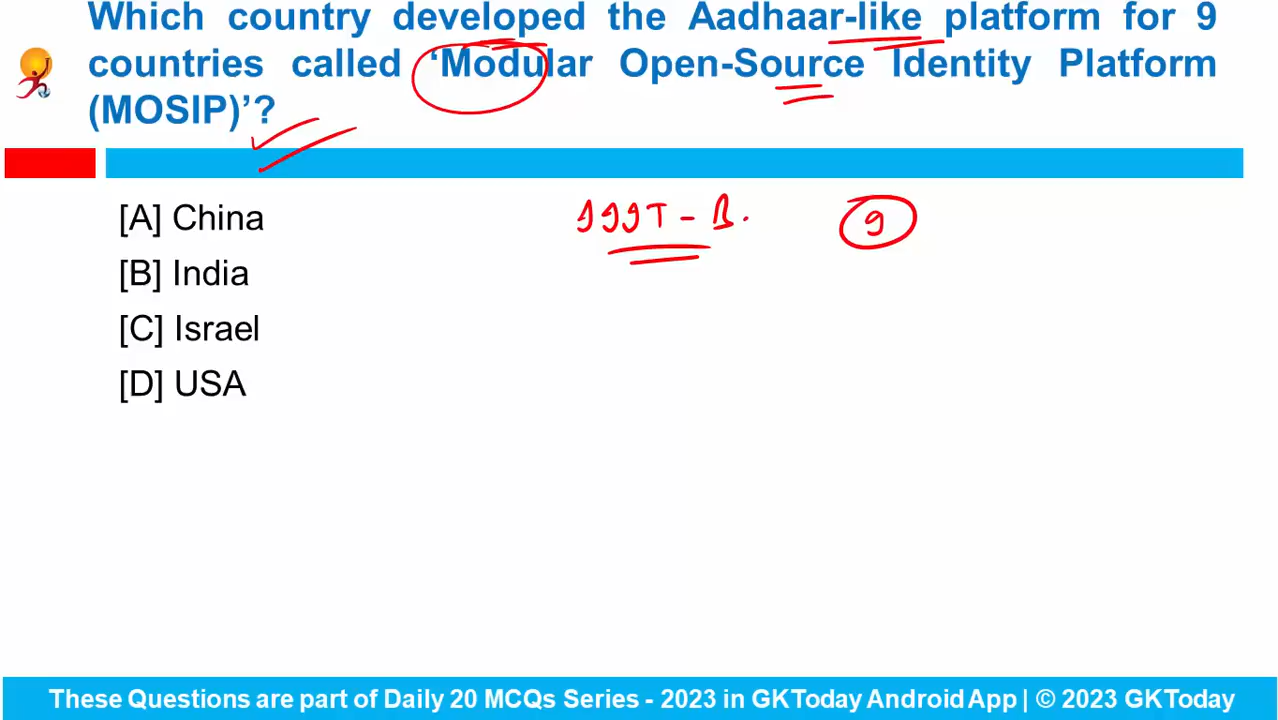 Which country developed the Aadhaar-like platform for 9
countries called ‘Modular Open-Source Identity Platform
(MOSIP)’?
[A] China
IIIT - B.
9
[B] India
[C] Israel
[D] USA
These Questions are part of Daily 20 MCQs Series - 2023 in GKToday Android App | © 2023 GKToday